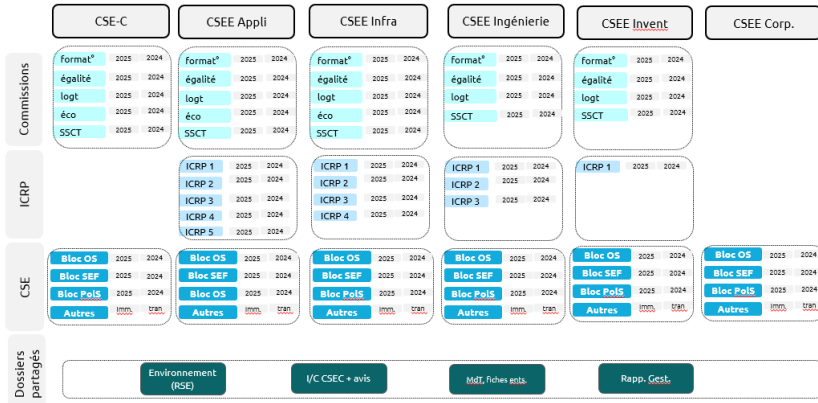 CSE-C CSEE Appli CSEE Infra CSEE Ingénierie CSEE Invent CSEE Corp.
Commissions
format° 2025 2024 format° 2025 2024 format° 2025 2024 format° 2025 2024 format° 2025 2024
égalité 2025 2024 égalité 2025 2024 égalité 2025 2024 égalité 2025 2024 égalité 2025 2024
logt 2025 2024 logt 2025 2024 logt 2025 2024 logt 2025 2024 logt 2025 2024
éco 2025 2024 éco 2025 2024 éco 2025 2024 SSCT 2025 2024 SSCT 2025 2024
SSCT 2025 2024 SSCT 2025 2024 SSCT 2025 2024
ICRP
ICRP 1 2025 2024 ICRP 1 2025 2024 ICRP 1 2025 2024 ICRP 1 2025 2024
ICRP 2 2025 2024 ICRP 2 2025 2024 ICRP 2 2025 2024
ICRP 3 2025 2024 ICRP 3 2025 2024 ICRP 3 2025 2024
ICRP 4 2025 2024 ICRP 4 2025 2024
ICRP 5 2025 2024
CSE
Bloc OS 2025 2024 Bloc OS 2025 2024 Bloc OS 2025 2024 Bloc OS 2025 2024 Bloc OS 2025 2024 Bloc OS 2025 2024
Bloc SEF 2025 2024 Bloc SEF 2025 2024 Bloc SEF 2025 2024 Bloc SEF 2025 2024 Bloc SEF 2025 2024 Bloc SEF 2025 2024
Bloc PolS 2025 2024 Bloc OS 2025 2024 Bloc PolS 2025 2024 Bloc PolS 2025 2024 Bloc PolS 2025 2024 Bloc PolS 2025 2024
Autres imm. tran Autres imm. tran Autres imm. tran Autres imm. tran Autres imm. tran Autres imm. tran
Dossiers
partagés
Environnement
(RSE)
I/C CSEC + avis
MdT, fiches ents.
Rapp. Gest.